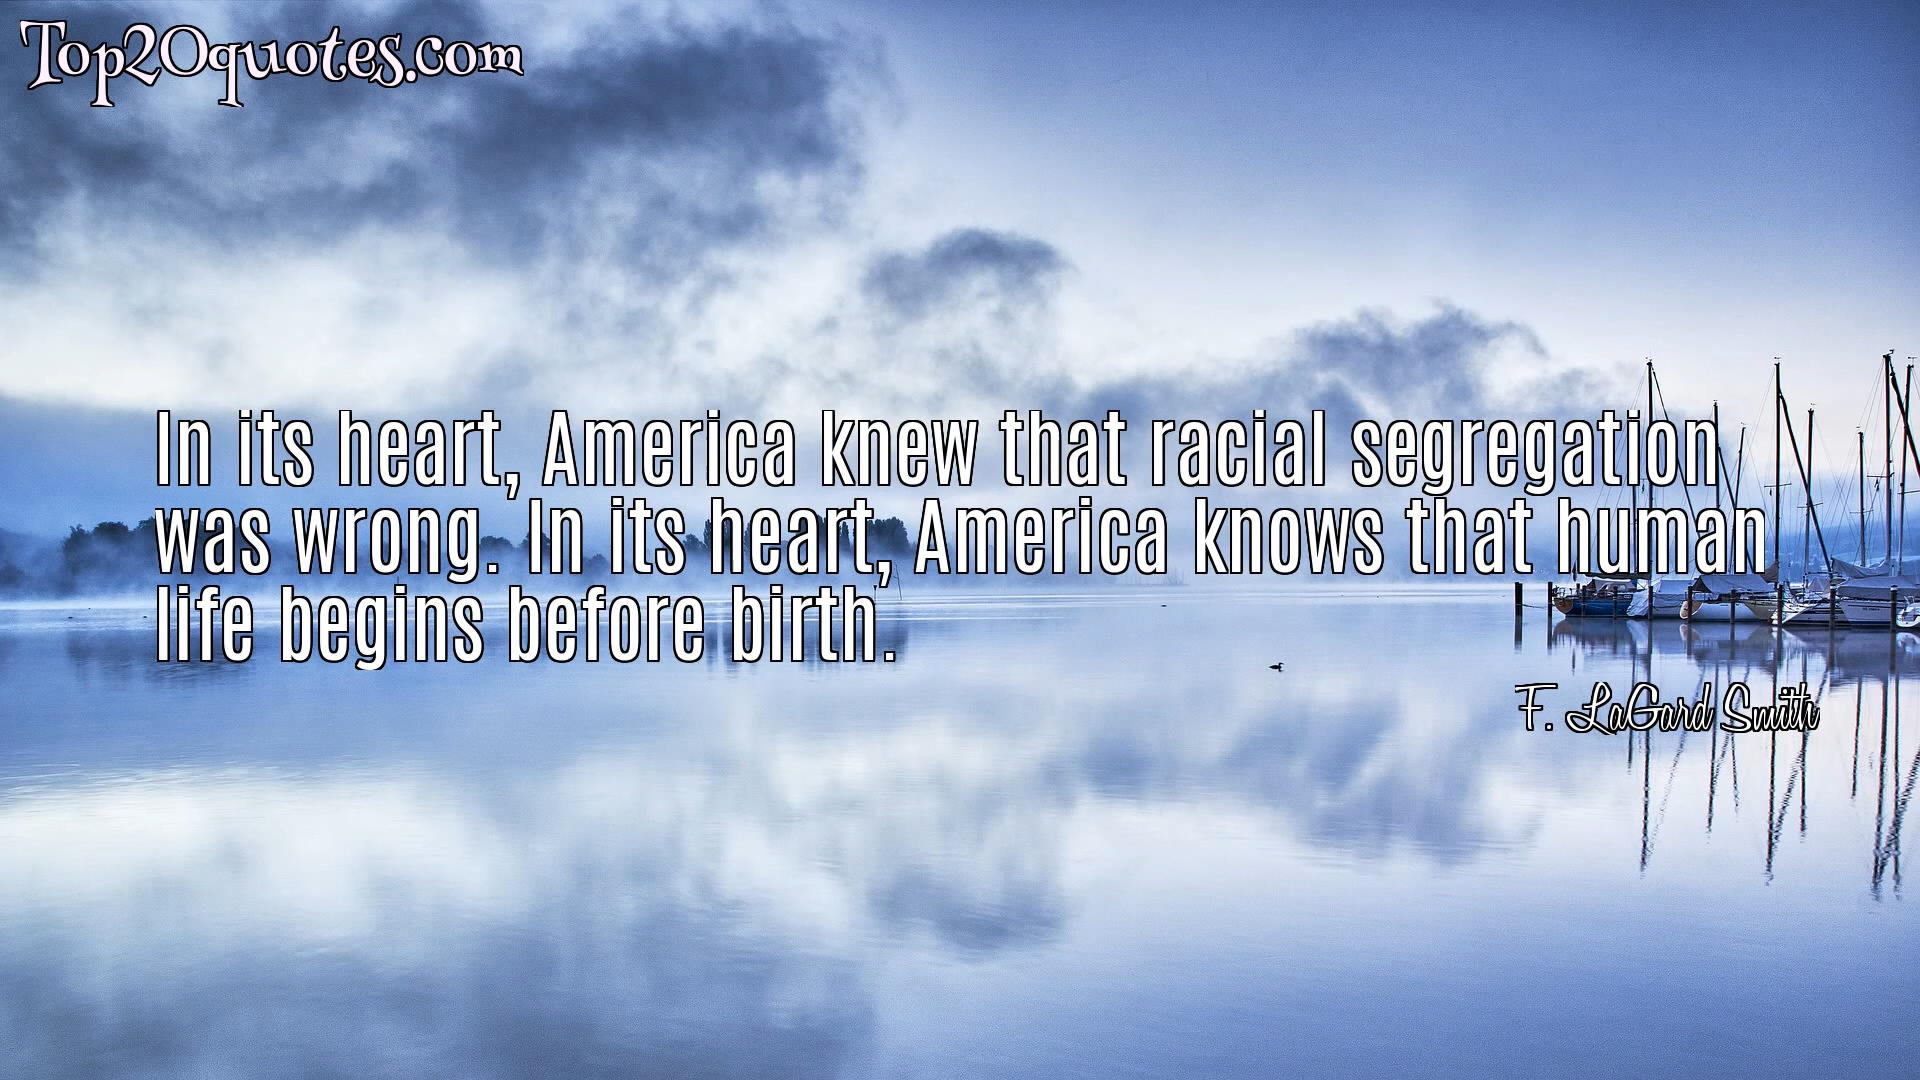 Top20quotes.com
In its heart, America knew that racial segregation
was wrong. In its heart, America knows that human
life begins before birth.
F. LaGard Smith